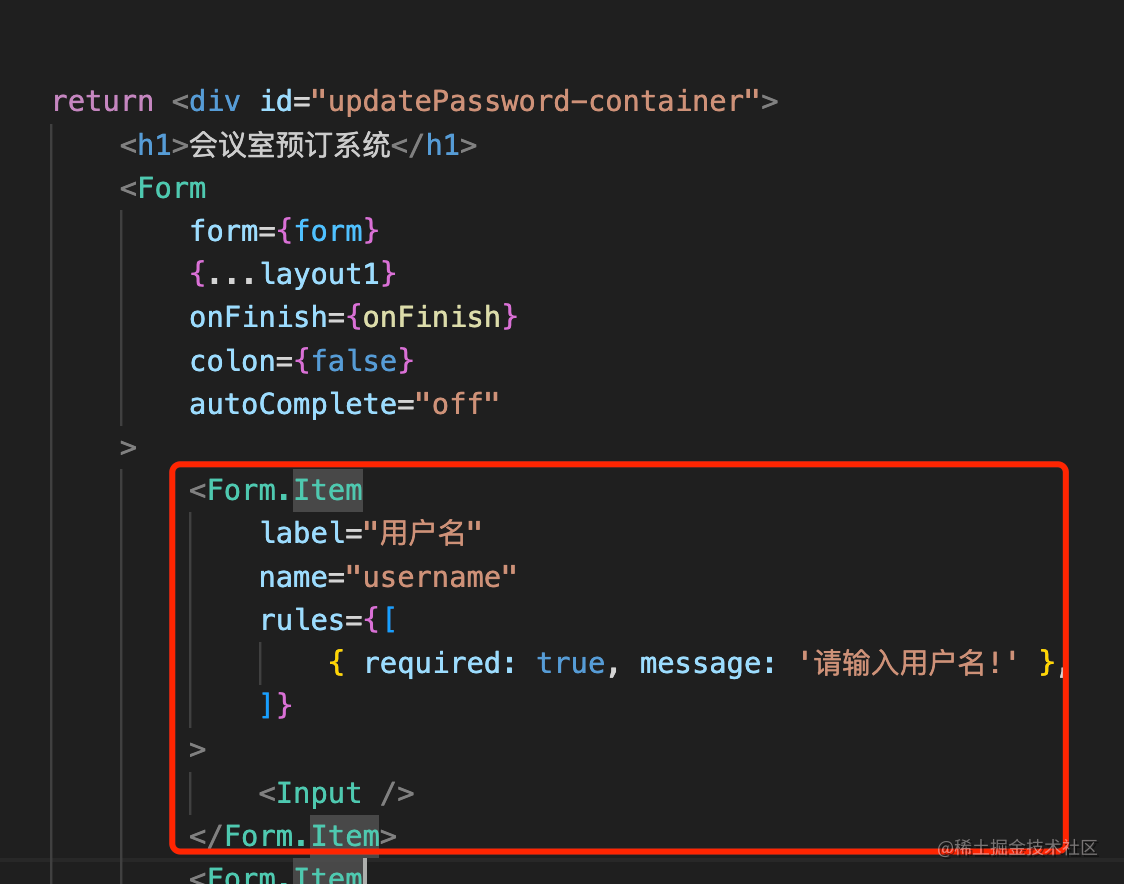 return <div id="updatePassword-container">
<h1>会议室预订系统</h1>
<Form
form={form}
{...layout1}
onFinish={onFinish}
colon={false}
autoComplete="off"
>
<Form.Item
label="用户名"
name="username"
rules={[
{ required: true, message: '请输入用户名!' },
]}
>
<Input />
</Form.Item>
@稀土掘金技术社区
<Form.Item